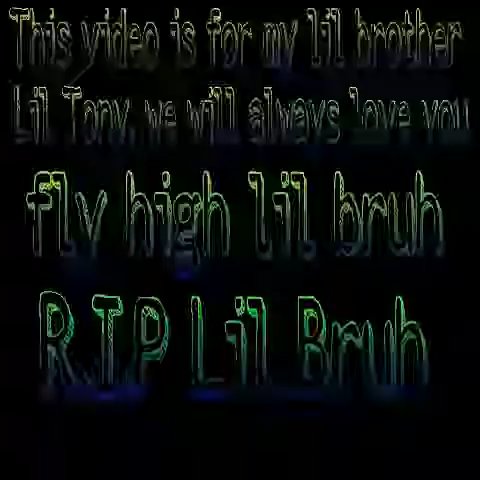 This video is for my lil brother
Lil Tony, we will always love you
fly high lil bruh
R.I.P Lil Bruh